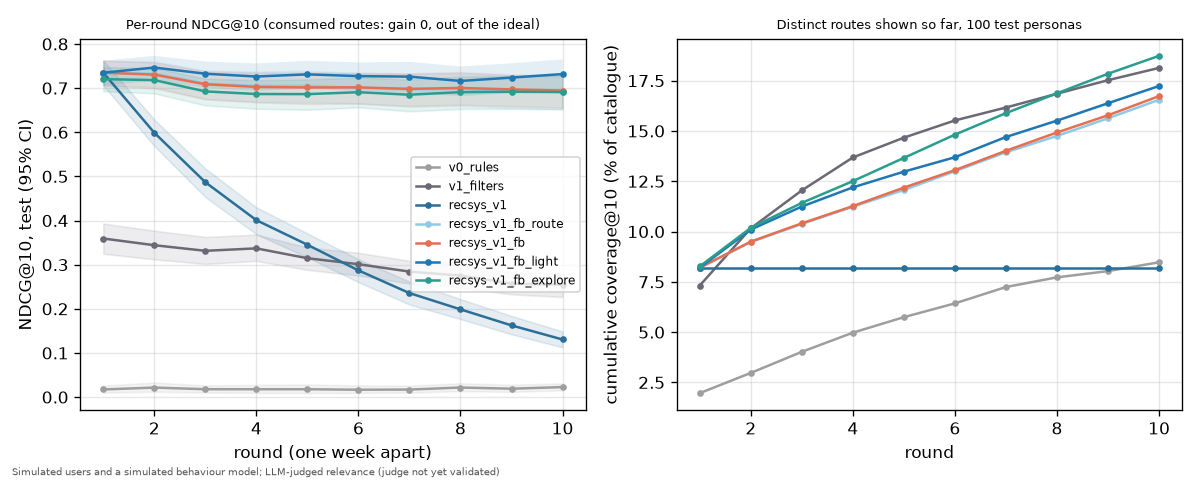 Per-round NDCG@10 (consumed routes: gain 0, out of the ideal)
NDCG@10, test (95% CI)
0.8
0.7
0.6
0.5
0.4
0.3
0.2
0.1
0.0
v0_rules
v1_filters
recsys_v1
recsys_v1_fb_route
recsys_v1_fb
recsys_v1_fb_light
recsys_v1_fb_explore
2 4 6 8 10
round (one week apart)
Distinct routes shown so far, 100 test personas
cumulative coverage@10 (% of catalogue)
17.5
15.0
12.5
10.0
7.5
5.0
2.5
2 4 6 8 10
round
Simulated users and a simulated behaviour model; LLM-judged relevance (judge not yet validated)